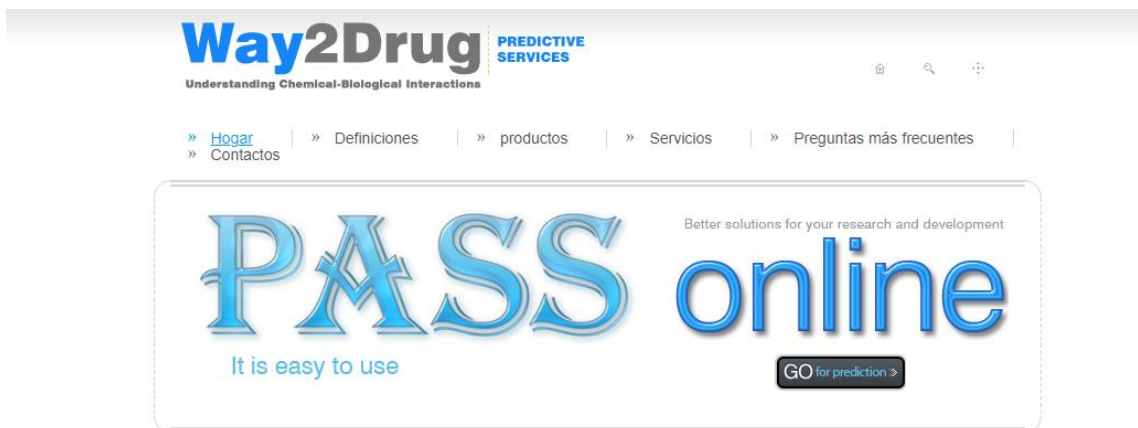 Way2Drug PREDICTIVE
SERVICES
Understanding Chemical-Biological Interactions
» Hogar » Definiciones » productos » Servicios » Preguntas más frecuentes
» Contactos
PASS
Better solutions for your research and development
online
It is easy to use
GO for prediction »